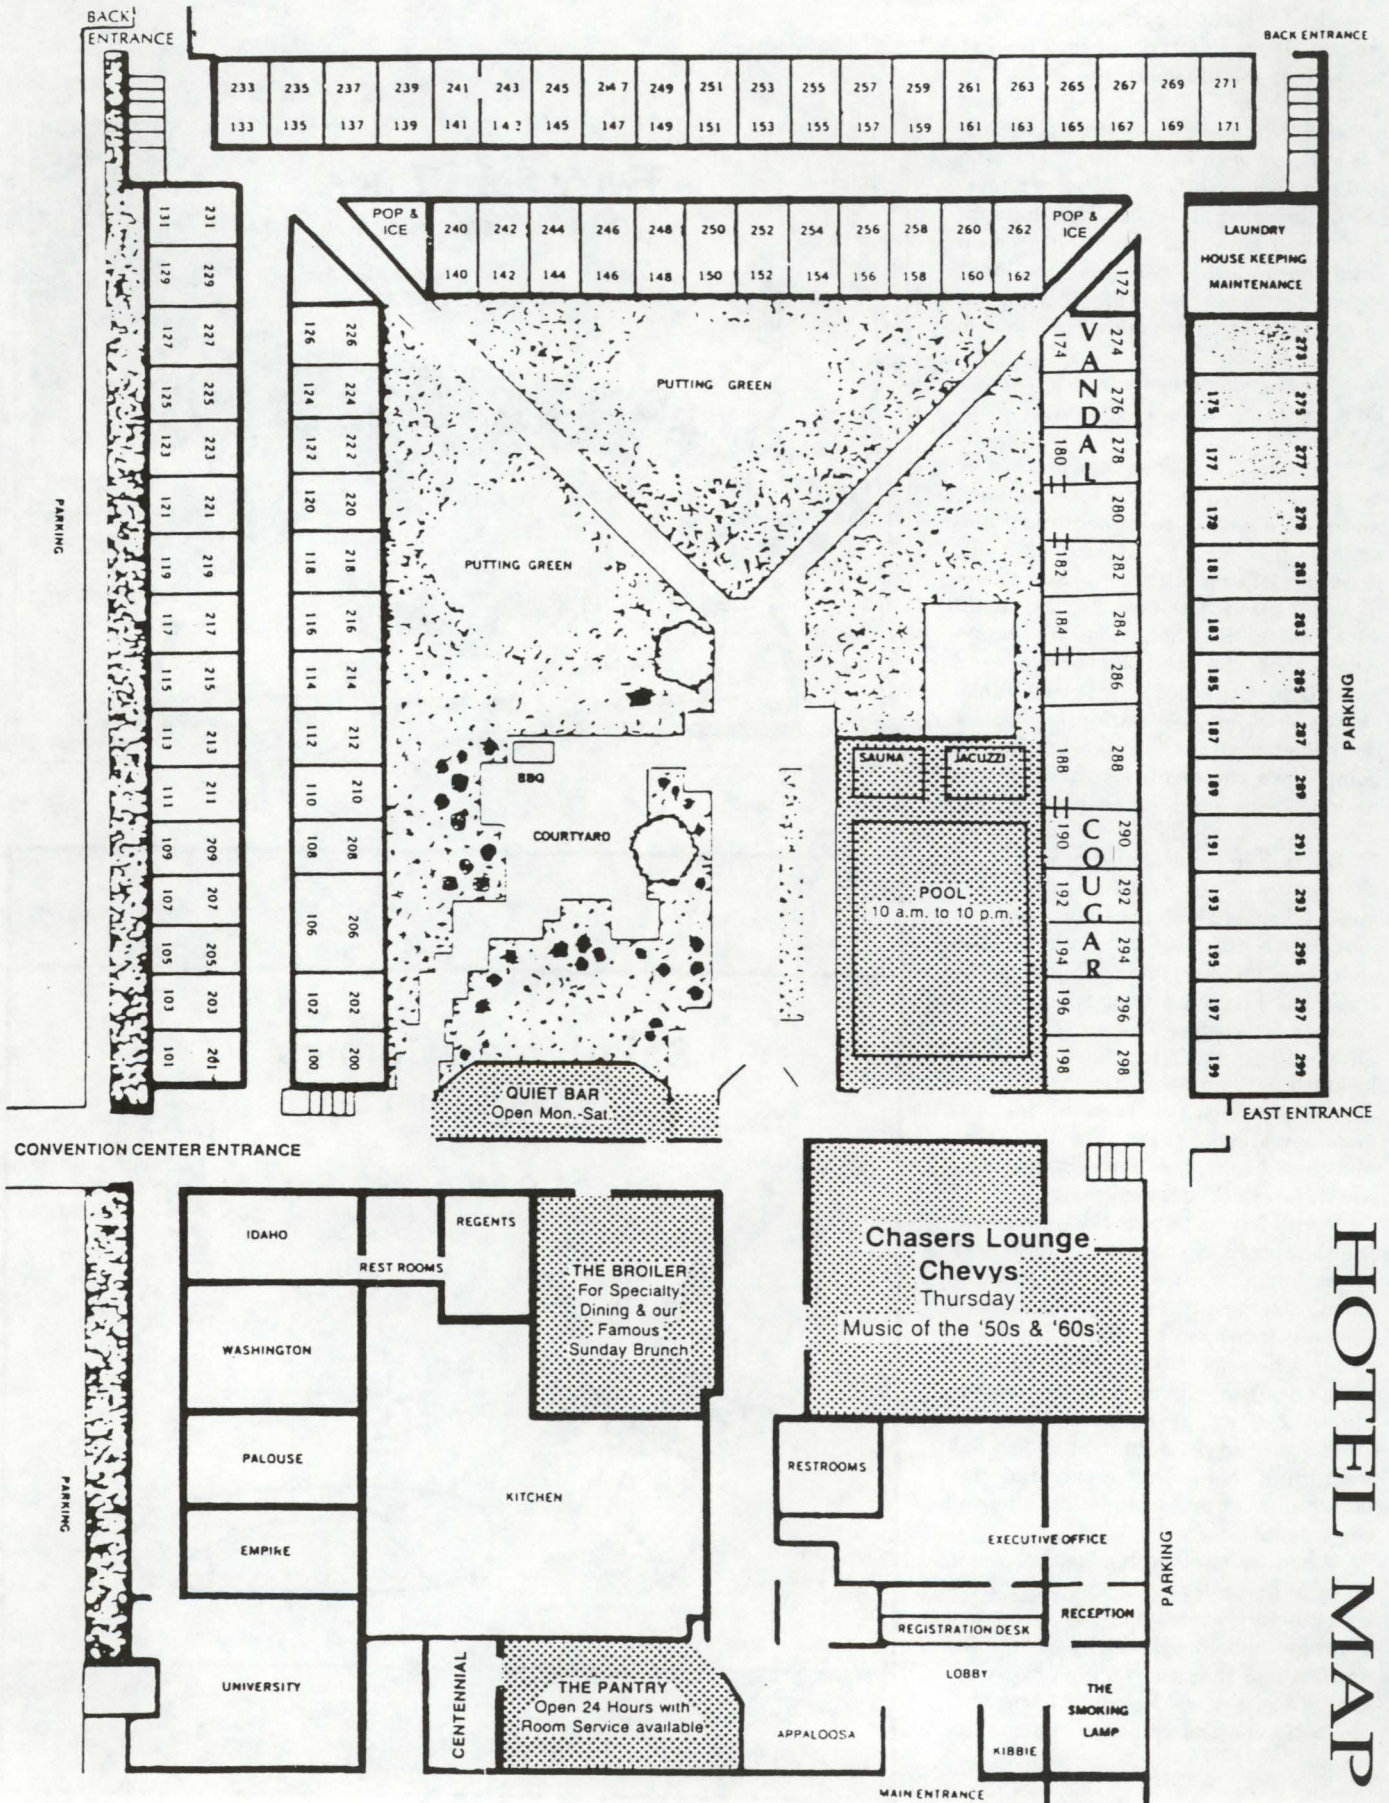 BACK
ENTRANCE
BACK ENTRANCE
233 235 237 239 241 243 245 247 249 251 253 255 257 259 261 263 265 267 269 271
133 135 137 139 141 143 145 147 149 151 153 155 157 159 161 163 165 167 169 171
POP &
ICE
240 242 244 246 248 250 252 254 256 258 260 262
140 142 144 146 148 150 152 154 156 158 160 162
POP &
ICE
LAUNDRY
HOUSE KEEPING
MAINTENANCE
131 231
129 229
127 227
125 225
123 223
121 221
119 219
117 217
115 215
113 213
111 211
109 209
107 207
105 205
103 203
101 201
PARKING
126 226
124 224
122 222
120 220
118 218
116 216
114 214
112 212
110 210
108 208
106 206
102 202
100 200
PUTTING GREEN
PUTTING GREEN
BBQ
COURTYARD
SAUNA
JACUZZI
POOL
10 a.m. to 10 p.m.
QUIET BAR
Open Mon.-Sat.
172
VANDAL
174 274
276
180 278
280
182 282
184 284
286
188 288
COUGAR
190 290
192 292
194 294
196 296
198 298
273
175 275
177 277
179 279
181 281
183 283
185 285
187 287
189 289
191 291
193 293
195 295
197 297
199 299
PARKING
EAST ENTRANCE
CONVENTION CENTER ENTRANCE
IDAHO
REST ROOMS
REGENTS
WASHINGTON
PALOUSE
EMPIRE
UNIVERSITY
PARKING
THE BROILER
For Specialty
Dining & our
Famous
Sunday Brunch
KITCHEN
CENTENNIAL
THE PANTRY
Open 24 Hours with
Room Service available
Chasers Lounge
Chevys
Thursday
Music of the '50s & '60s
RESTROOMS
EXECUTIVE OFFICE
RECEPTION
REGISTRATION DESK
LOBBY
THE
SMOKING
LAMP
APPALOOSA
KIBBIE
MAIN ENTRANCE
PARKING
HOTEL MAP